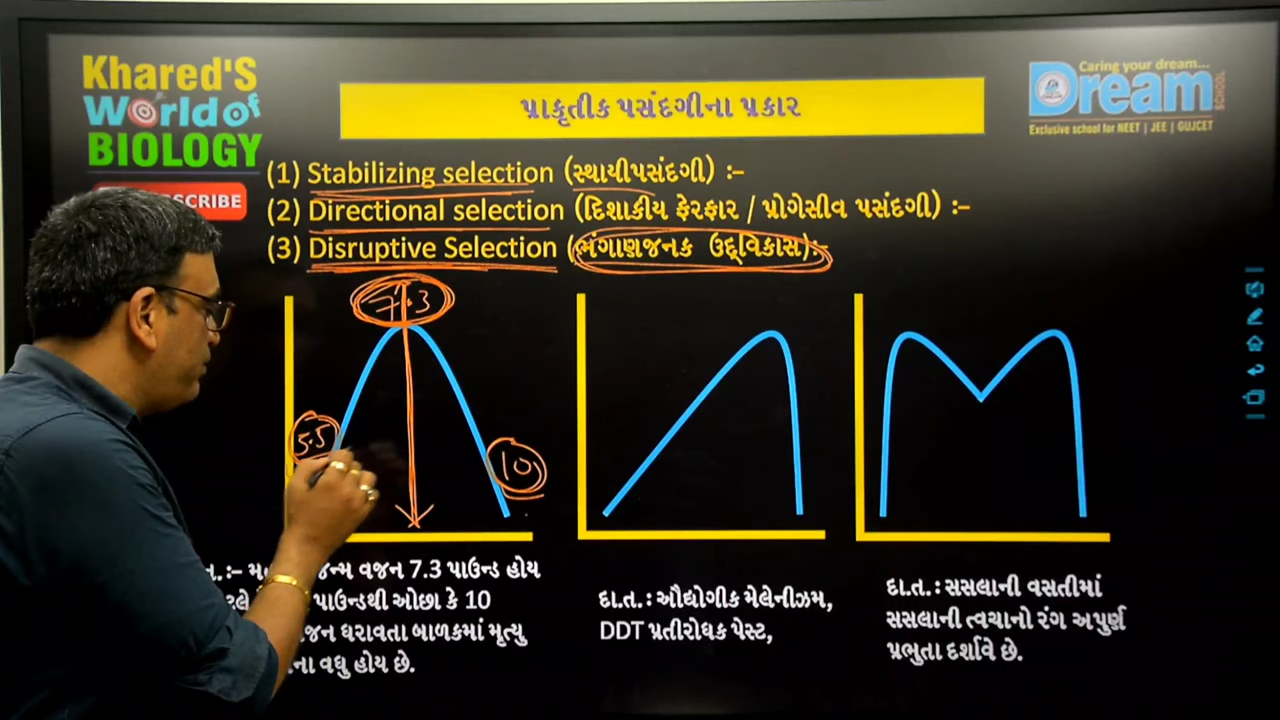 Khared'S
World of
BIOLOGY
SCRIBE
Caring your dream...
Dream
SCHOOL
Exclusive school for NEET | JEE | GUJCET
પ્રાકૃતીક પસંદગીના પ્રકાર
(1) Stabilizing selection (સ્થાયીપસંદગી) :-
(2) Directional selection (દિશાકીય ફેરફાર / પ્રોગેસીવ પસંદગી) :-
(3) Disruptive Selection (ભંગાણજનક ઉદ્દવિકાસ):-
7.3
5.5
10
ત.:- જન્મ વજન 7.3 પાઉન્ડ હોય
પાઉન્ડથી ઓછા કે 10
ધરાવતા બાળકમાં મૃત્યુ
વધુ હોય છે.
દા.ત. : ઔદ્યોગીક મેલેનીઝમ,
DDT પ્રતીરોધક પેસ્ટ,
દા.ત. : સસલાની વસતીમાં
સસલાની ત્વચાનો રંગ અપુર્ણ
પ્રભુતા દર્શાવે છે.